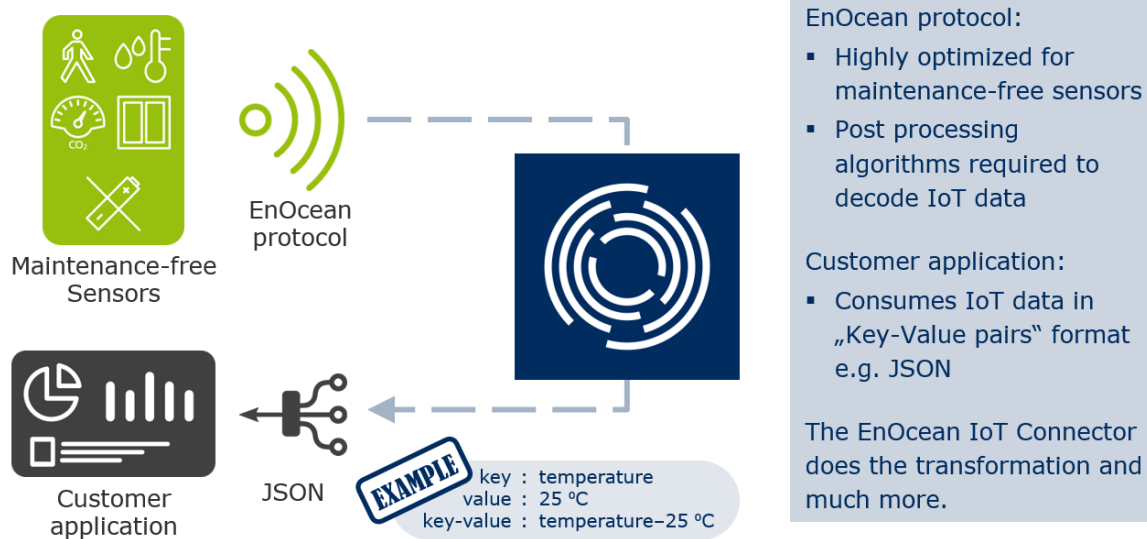 CO₂
Maintenance-free
Sensors
EnOcean
protocol
Customer
application
JSON
EXAMPLE
key : temperature
value : 25 ºC
key-value : temperature–25 ºC
EnOcean protocol:
▪ Highly optimized for
maintenance-free sensors
▪ Post processing
algorithms required to
decode IoT data
Customer application:
▪ Consumes IoT data in
„Key-Value pairs“ format
e.g. JSON
The EnOcean IoT Connector
does the transformation and
much more.